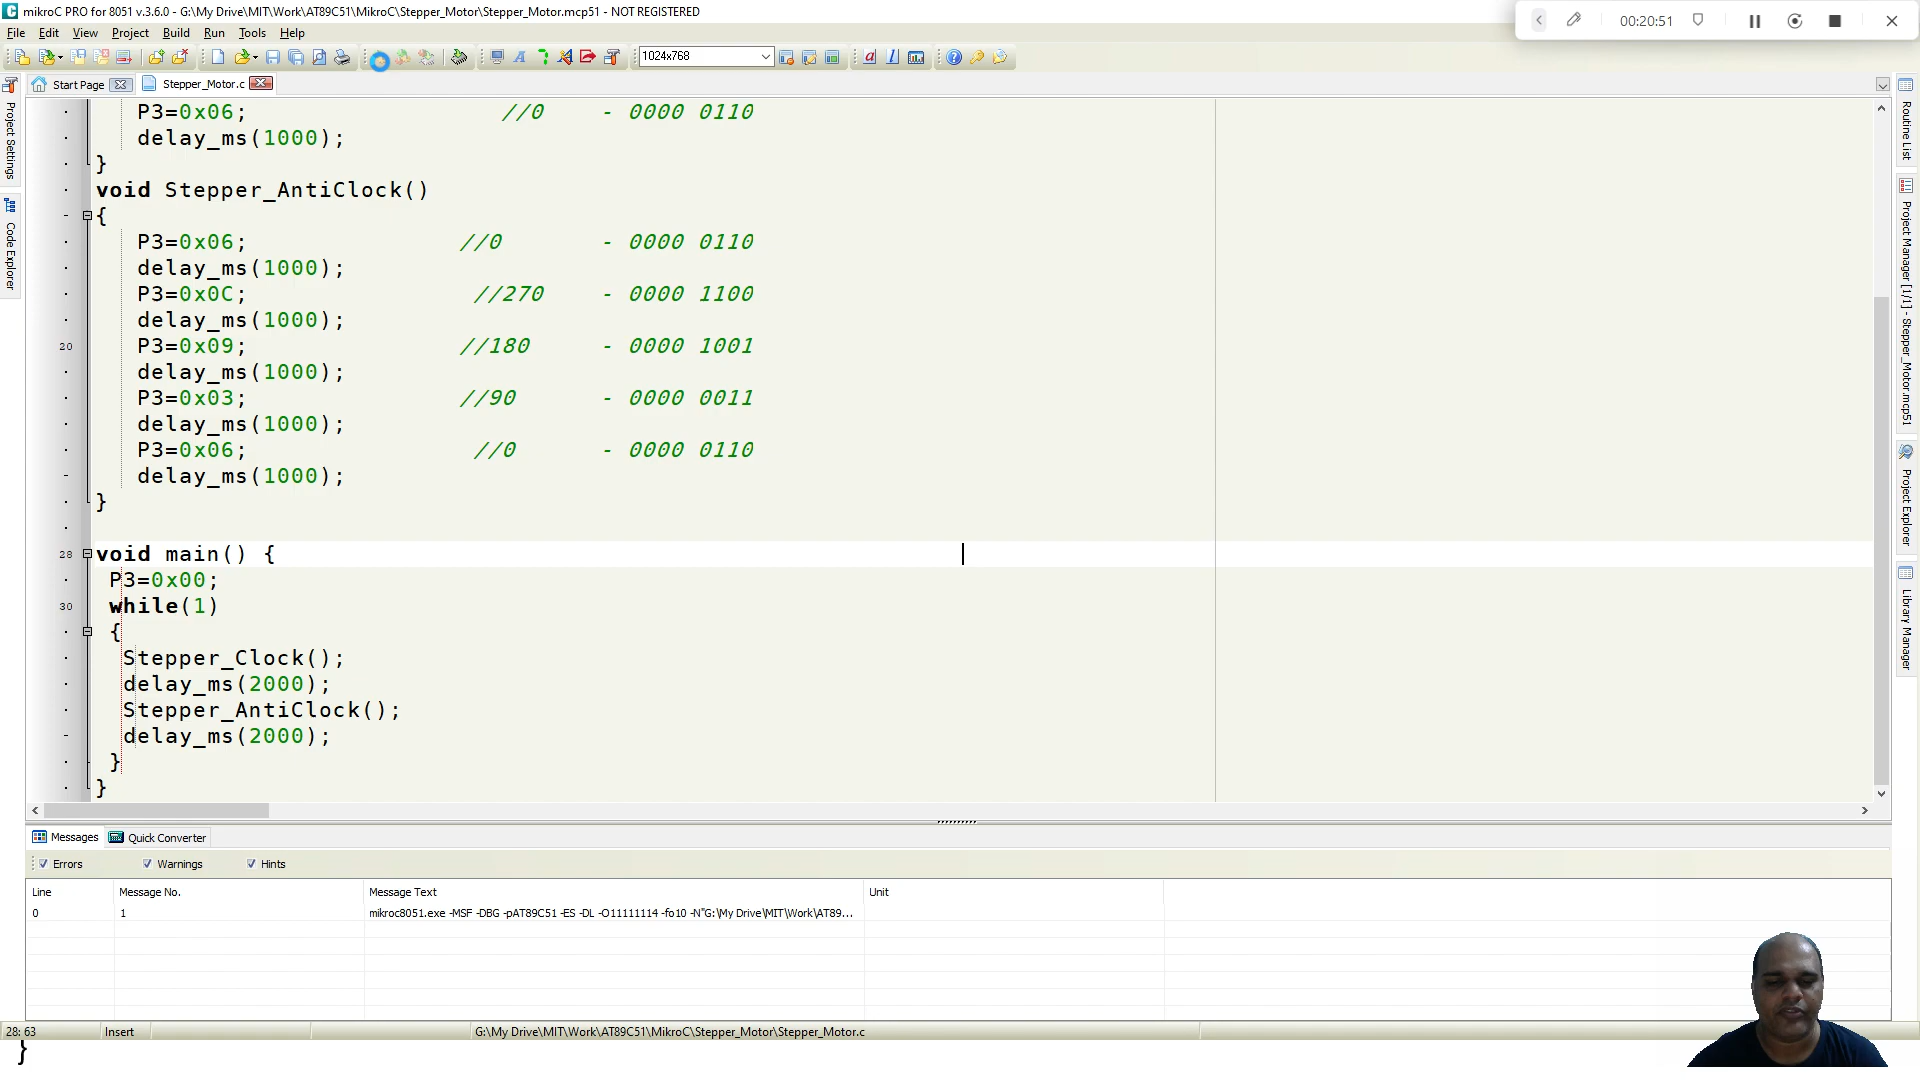 mikroC PRO for 8051 v.3.6.0 - G:\My Drive\MIT\Work\AT89C51\MikroC\Stepper_Motor\Stepper_Motor.mcp51 - NOT REGISTERED
00:20:51
File Edit View Project Build Run Tools Help
1024x768
Start Page Stepper_Motor.c
P3=0x06; //0 - 0000 0110
delay_ms(1000);
}
void Stepper_AntiClock()
{
P3=0x06; //0 - 0000 0110
delay_ms(1000);
P3=0x0C; //270 - 0000 1100
delay_ms(1000);
20 P3=0x09; //180 - 0000 1001
delay_ms(1000);
P3=0x03; //90 - 0000 0011
delay_ms(1000);
P3=0x06; //0 - 0000 0110
delay_ms(1000);
}
28 void main() {
P3=0x00;
30 while(1)
{
Stepper_Clock();
delay_ms(2000);
Stepper_AntiClock();
delay_ms(2000);
}
}
Project Settings
Code Explorer
Routine List
Project Manager [1/1] - Stepper_Motor.mcp51
Project Explorer
Library Manager
Messages Quick Converter
Errors Warnings Hints
Line Message No. Message Text Unit
0 1 mikroc8051.exe -MSF -DBG -pAT89C51 -ES -DL -O11111114 -fo10 -N"G:\My Drive\MIT\Work\AT89...
28: 63 Insert G:\My Drive\MIT\Work\AT89C51\MikroC\Stepper_Motor\Stepper_Motor.c
}